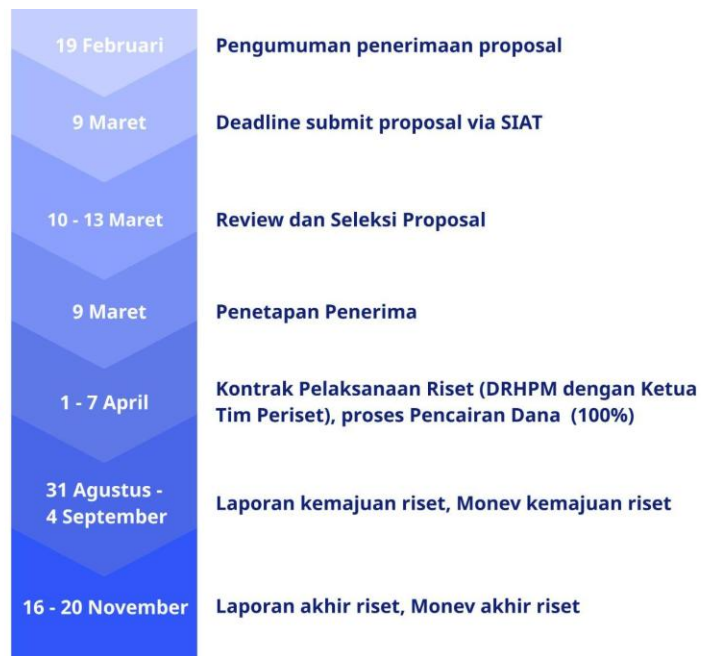 19 Februari
Pengumuman penerimaan proposal
9 Maret
Deadline submit proposal via SIAT
10 - 13 Maret
Review dan Seleksi Proposal
9 Maret
Penetapan Penerima
1 - 7 April
Kontrak Pelaksanaan Riset (DRHPM dengan Ketua
Tim Periset), proses Pencairan Dana (100%)
31 Agustus -
4 September
Laporan kemajuan riset, Monev kemajuan riset
16 - 20 November
Laporan akhir riset, Monev akhir riset